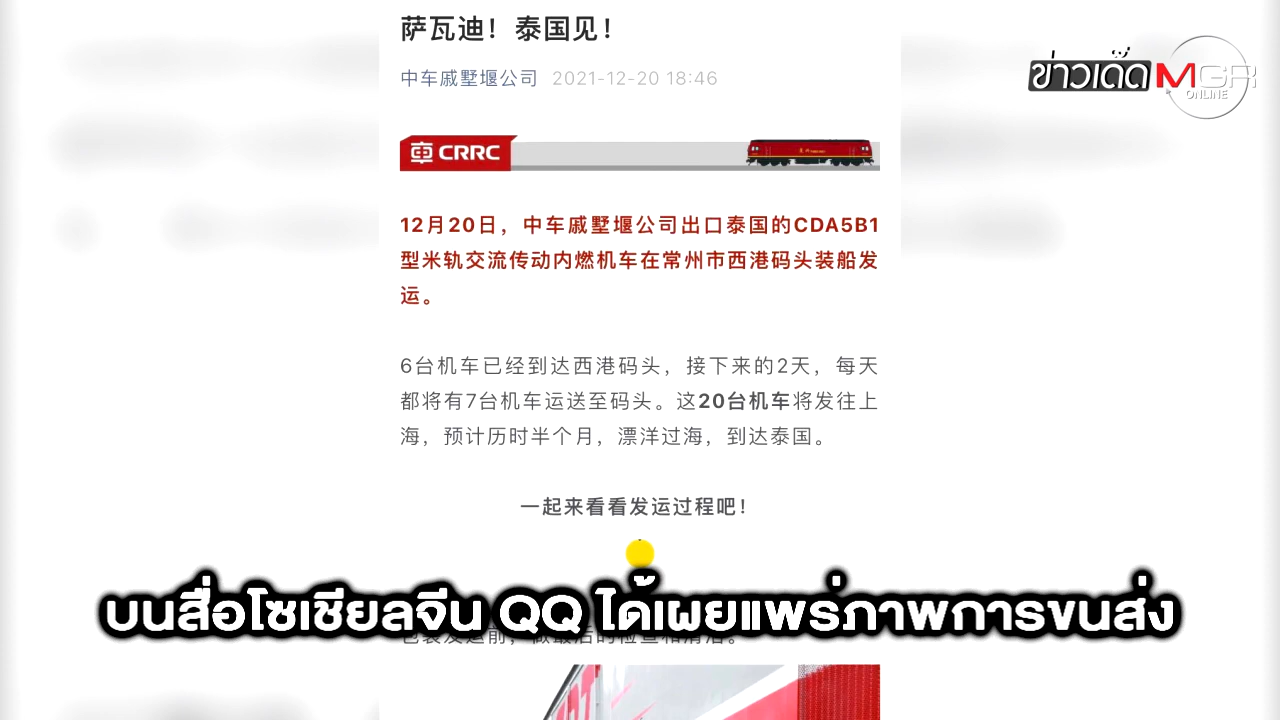 萨瓦迪！泰国见！
中车戚墅堰公司 2021-12-20 18:46
ข่าวเด็ด MGR
ONLINE
CRRC
12月20日，中车戚墅堰公司出口泰国的CDA5B1
型米轨交流传动内燃机车在常州市西港码头装船发
运。
6台机车已经到达西港码头，接下来的2天，每天
都将有7台机车运送至码头。这20台机车将发往上
海，预计历时半个月，漂洋过海，到达泰国。
一起来看看发运过程吧！
บนสื่อโซเชียลจีน QQ ได้เผยแพร่ภาพการขนส่ง